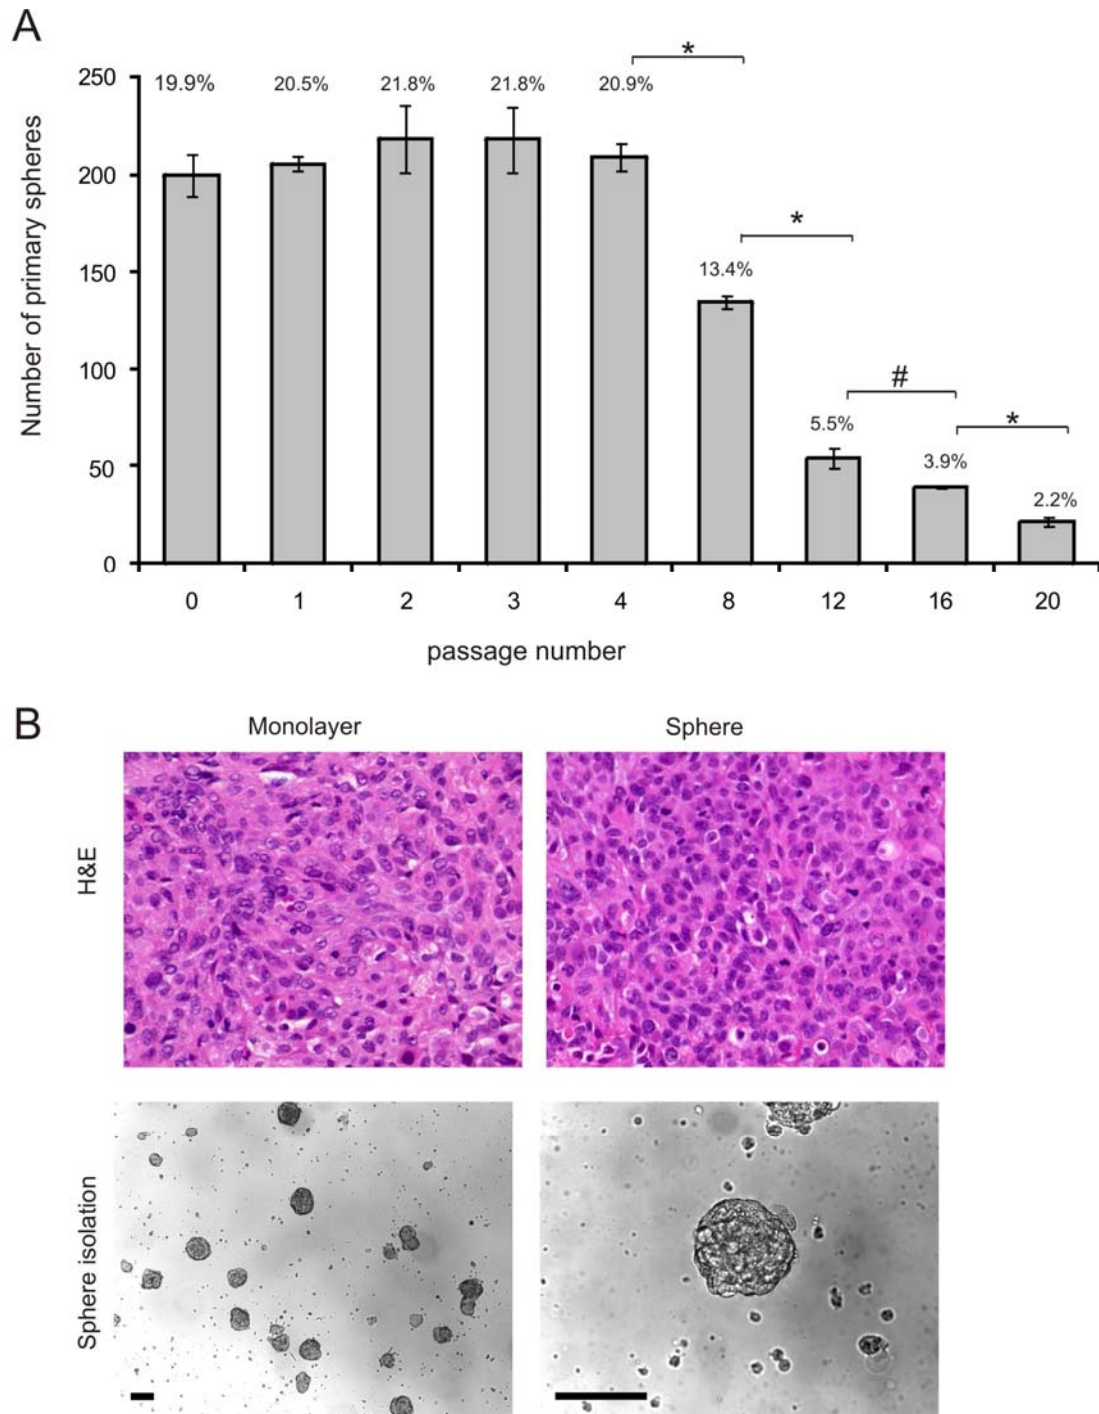 A
*
250
19.9% 20.5% 21.8% 21.8% 20.9%
200
*
150
13.4%
100
#
5.5%
*
50
3.9%
2.2%
0
Number of primary spheres
0 1 2 3 4 8 12 16 20
passage number
B
Monolayer Sphere
H&E
Sphere isolation